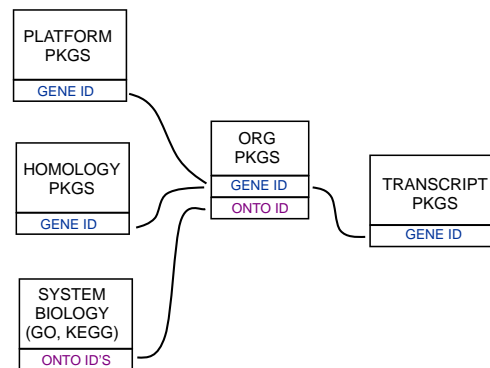 PLATFORM
PKGS
GENE ID
HOMOLOGY
PKGS
GENE ID
SYSTEM
BIOLOGY
(GO, KEGG)
ONTO ID'S
ORG
PKGS
GENE ID
ONTO ID
TRANSCRIPT
PKGS
GENE ID